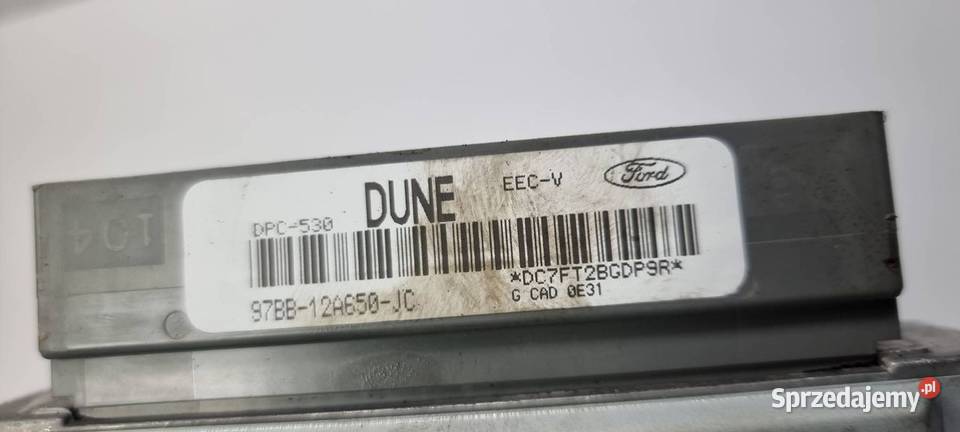 104
DPC-530
DUNE
EEC-V
Ford
97BB-12A650-JC
*DC7FT2BGDP9R*
G CAD 0E31
Sprzedajemy.pl